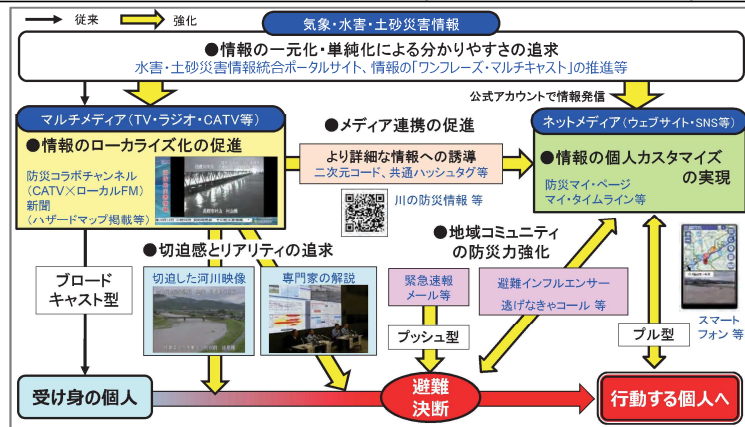 従来
強化
気象・水害・土砂災害情報
●情報の一元化・単純化による分かりやすさの追求
水害・土砂災害情報統合ポータルサイト、情報の「ワンフレーズ・マルチキャスト」の推進等
公式アカウントで情報発信
マルチメディア(TV・ラジオ・CATV等)
●情報のローカライズ化の促進
防災コラボチャンネル
(CATV×ローカルFM)
新聞
(ハザードマップ掲載等)
●メディア連携の促進
より詳細な情報への誘導
二次元コード、共通ハッシュタグ等
川の防災情報 等
ネットメディア(ウェブサイト・SNS等)
●情報の個人カスタマイズ
の実現
防災マイ・ページ
マイ・タイムライン等
●切迫感とリアリティの追求
切迫した河川映像
専門家の解説
●地域コミュニティ
の防災力強化
緊急速報
メール等
避難インフルエンサー
逃げなきゃコール 等
ブロード
キャスト型
プッシュ型
プル型
スマート
フォン 等
受け身の個人
避難
決断
行動する個人へ